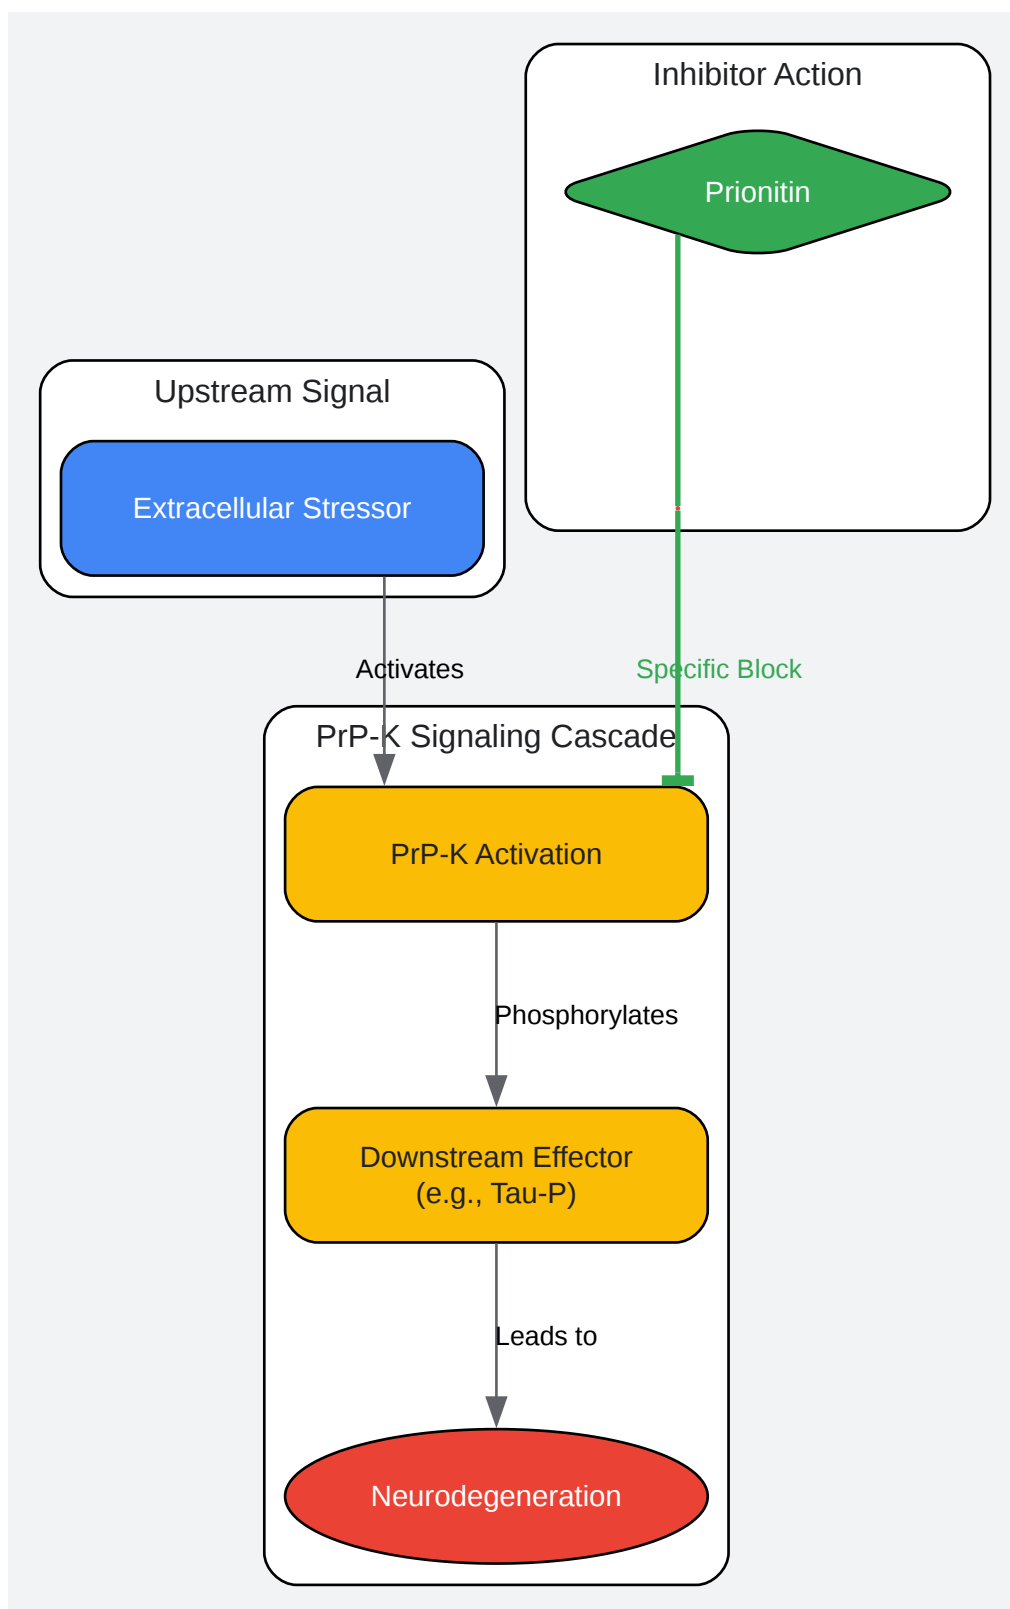 Inhibitor Action
Prionitin
Upstream Signal
Extracellular Stressor
Activates
Specific Block
PrP-K Signaling Cascade
PrP-K Activation
Phosphorylates
Downstream Effector
(e.g., Tau-P)
Leads to
Neurodegeneration